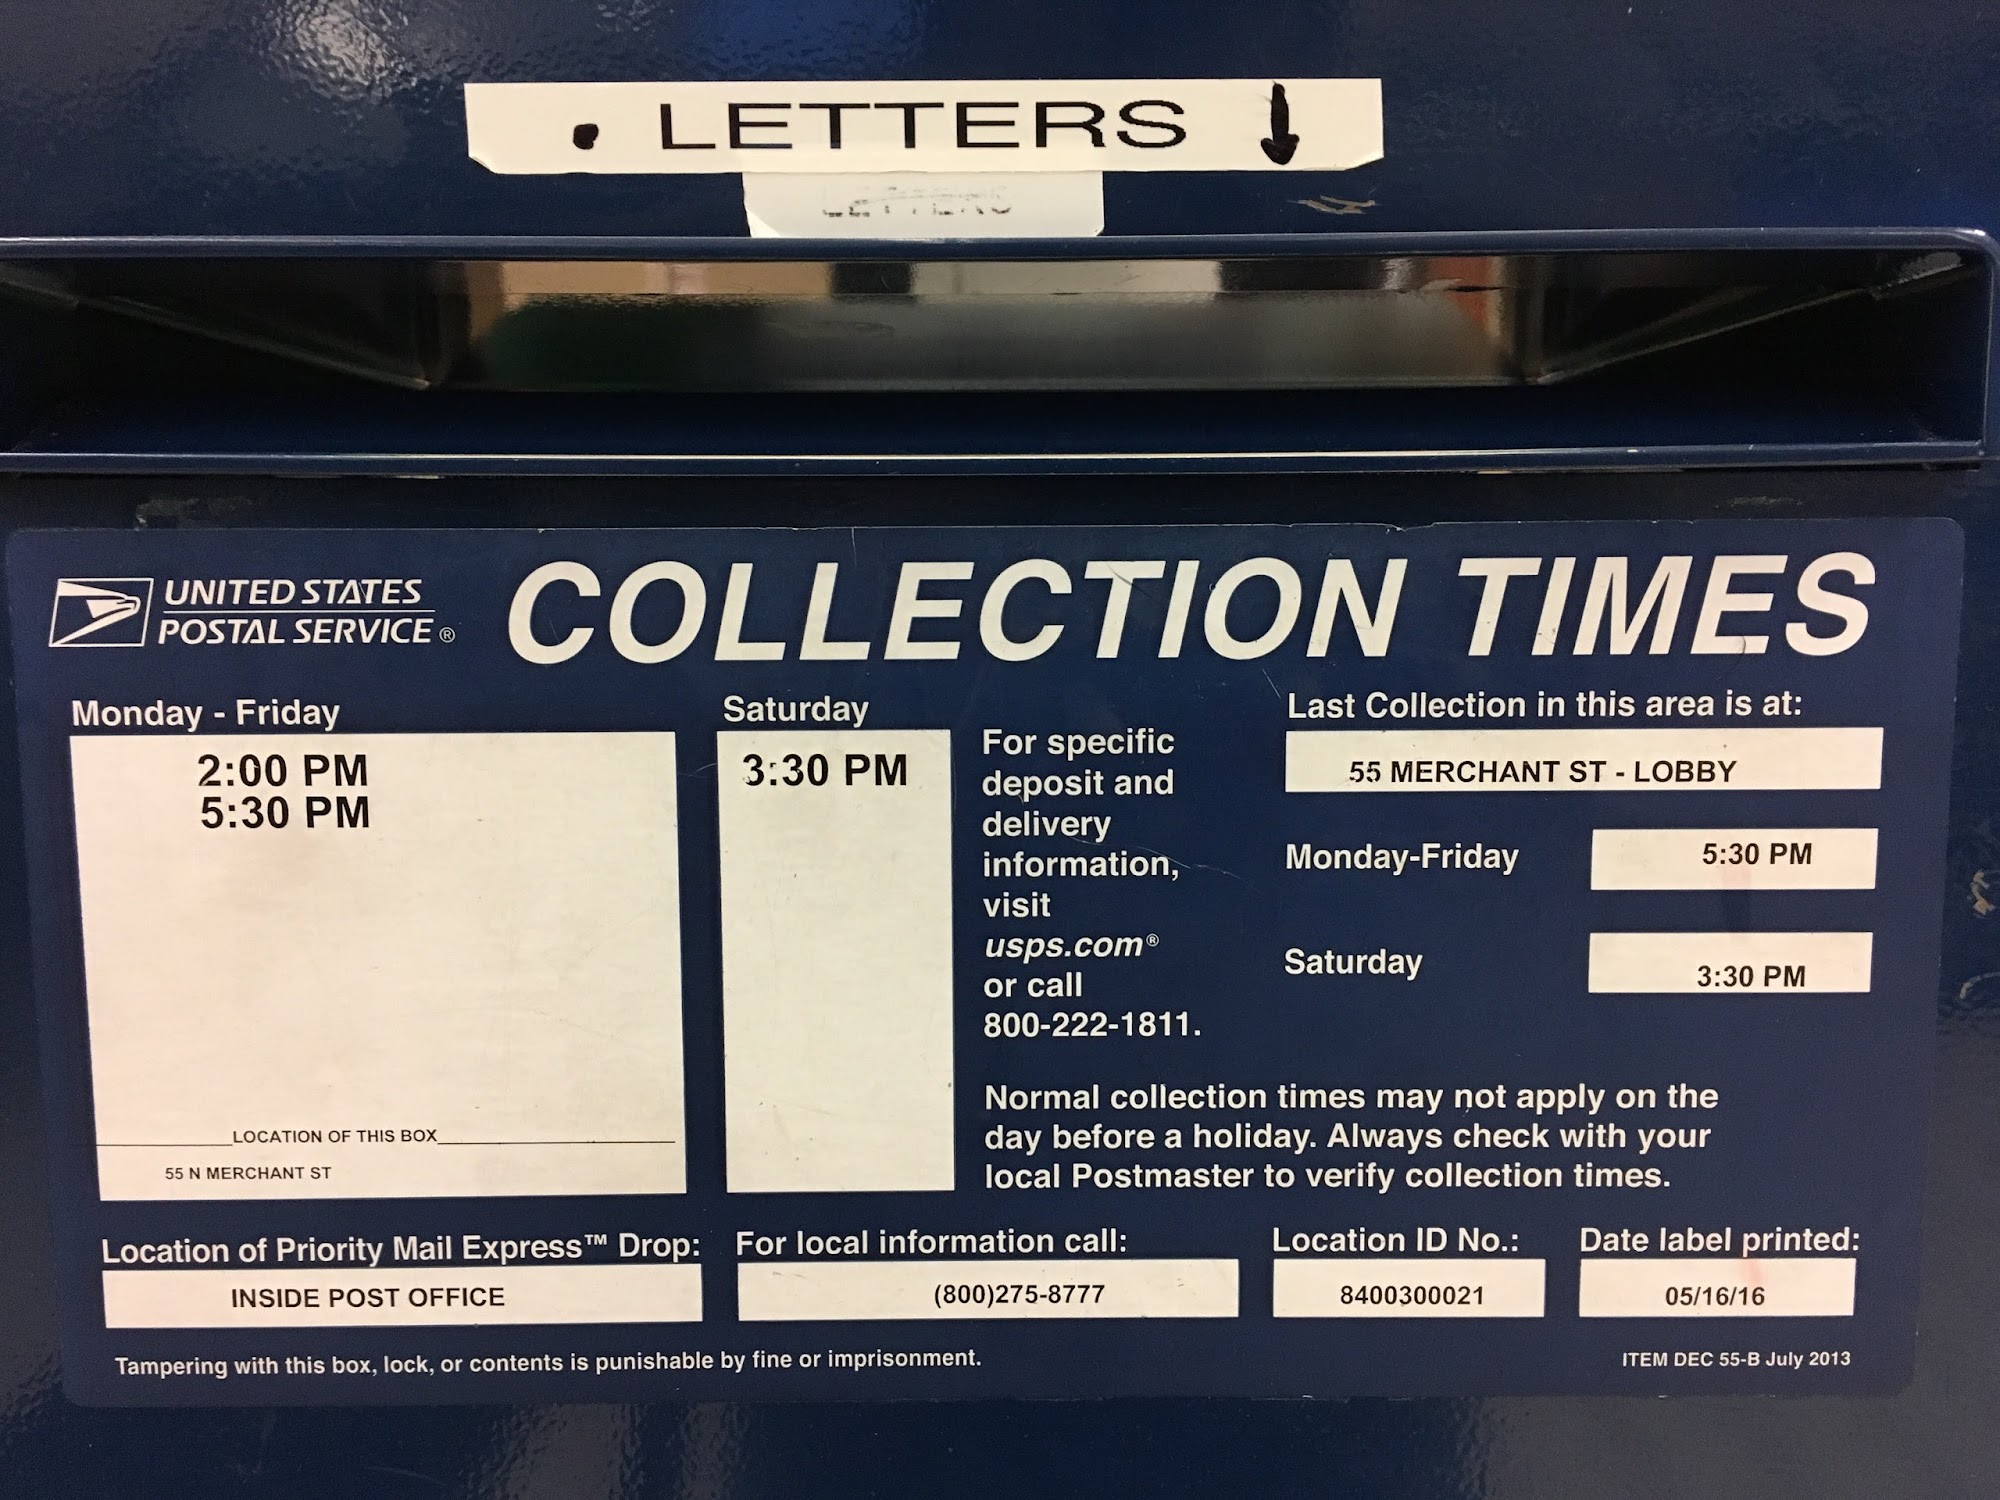 • LETTERS ↓
LETTERS
UNITED STATES
POSTAL SERVICE®
COLLECTION TIMES
Monday - Friday
2:00 PM
5:30 PM
LOCATION OF THIS BOX
55 N MERCHANT ST
Saturday
3:30 PM
For specific
deposit and
delivery
information,
visit
usps.com®
or call
800-222-1811.
Last Collection in this area is at:
55 MERCHANT ST - LOBBY
Monday-Friday
5:30 PM
Saturday
3:30 PM
Normal collection times may not apply on the
day before a holiday. Always check with your
local Postmaster to verify collection times.
Location of Priority Mail Express™ Drop:
INSIDE POST OFFICE
For local information call:
(800)275-8777
Location ID No.:
8400300021
Date label printed:
05/16/16
Tampering with this box, lock, or contents is punishable by fine or imprisonment.
ITEM DEC 55-B July 2013